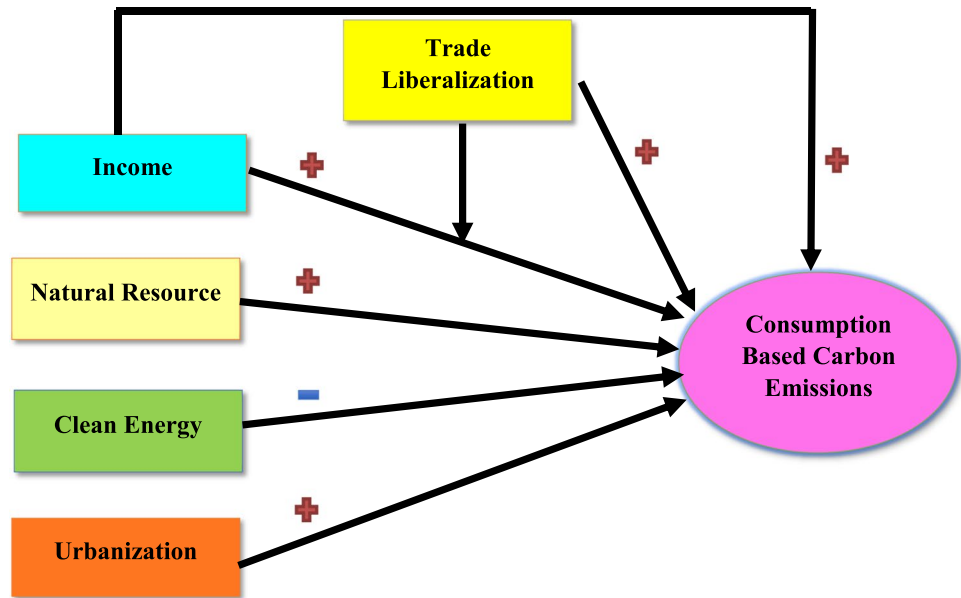 Trade
Liberalization
Income
Natural Resource
Clean Energy
Urbanization
Consumption
Based Carbon
Emissions